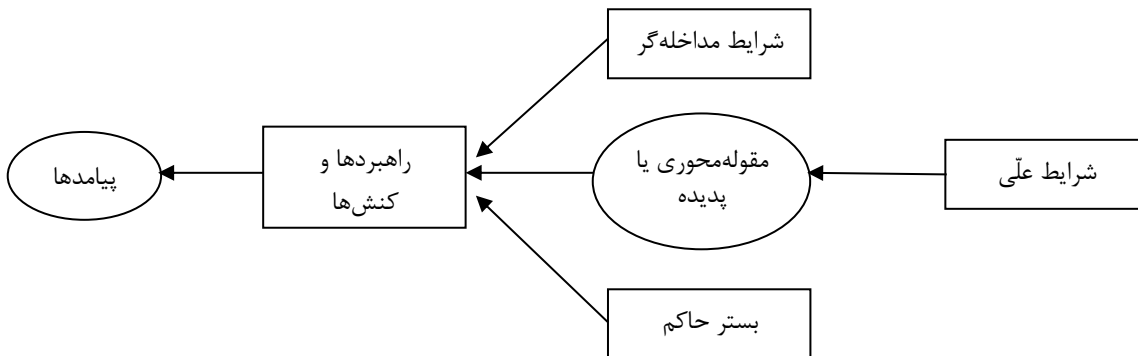 شرایط مداخله‌گر
شرایط علّی
مقوله‌محوری یا
پدیده
راهبردها و
کنش‌ها
پیامدها
بستر حاکم